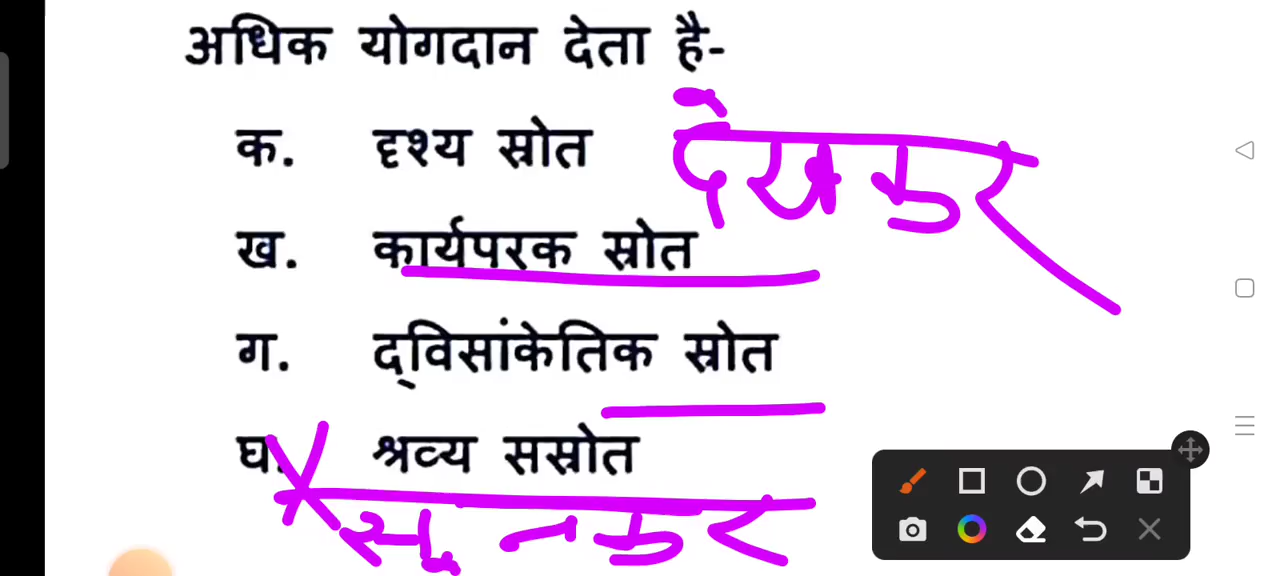 अधिक योगदान देता है-
क. दृश्य स्रोत देखकर
ख. कार्यपरक स्रोत
ग. द्विसांकेतिक स्रोत
घ. श्रव्य सस्रोत
सुनकर